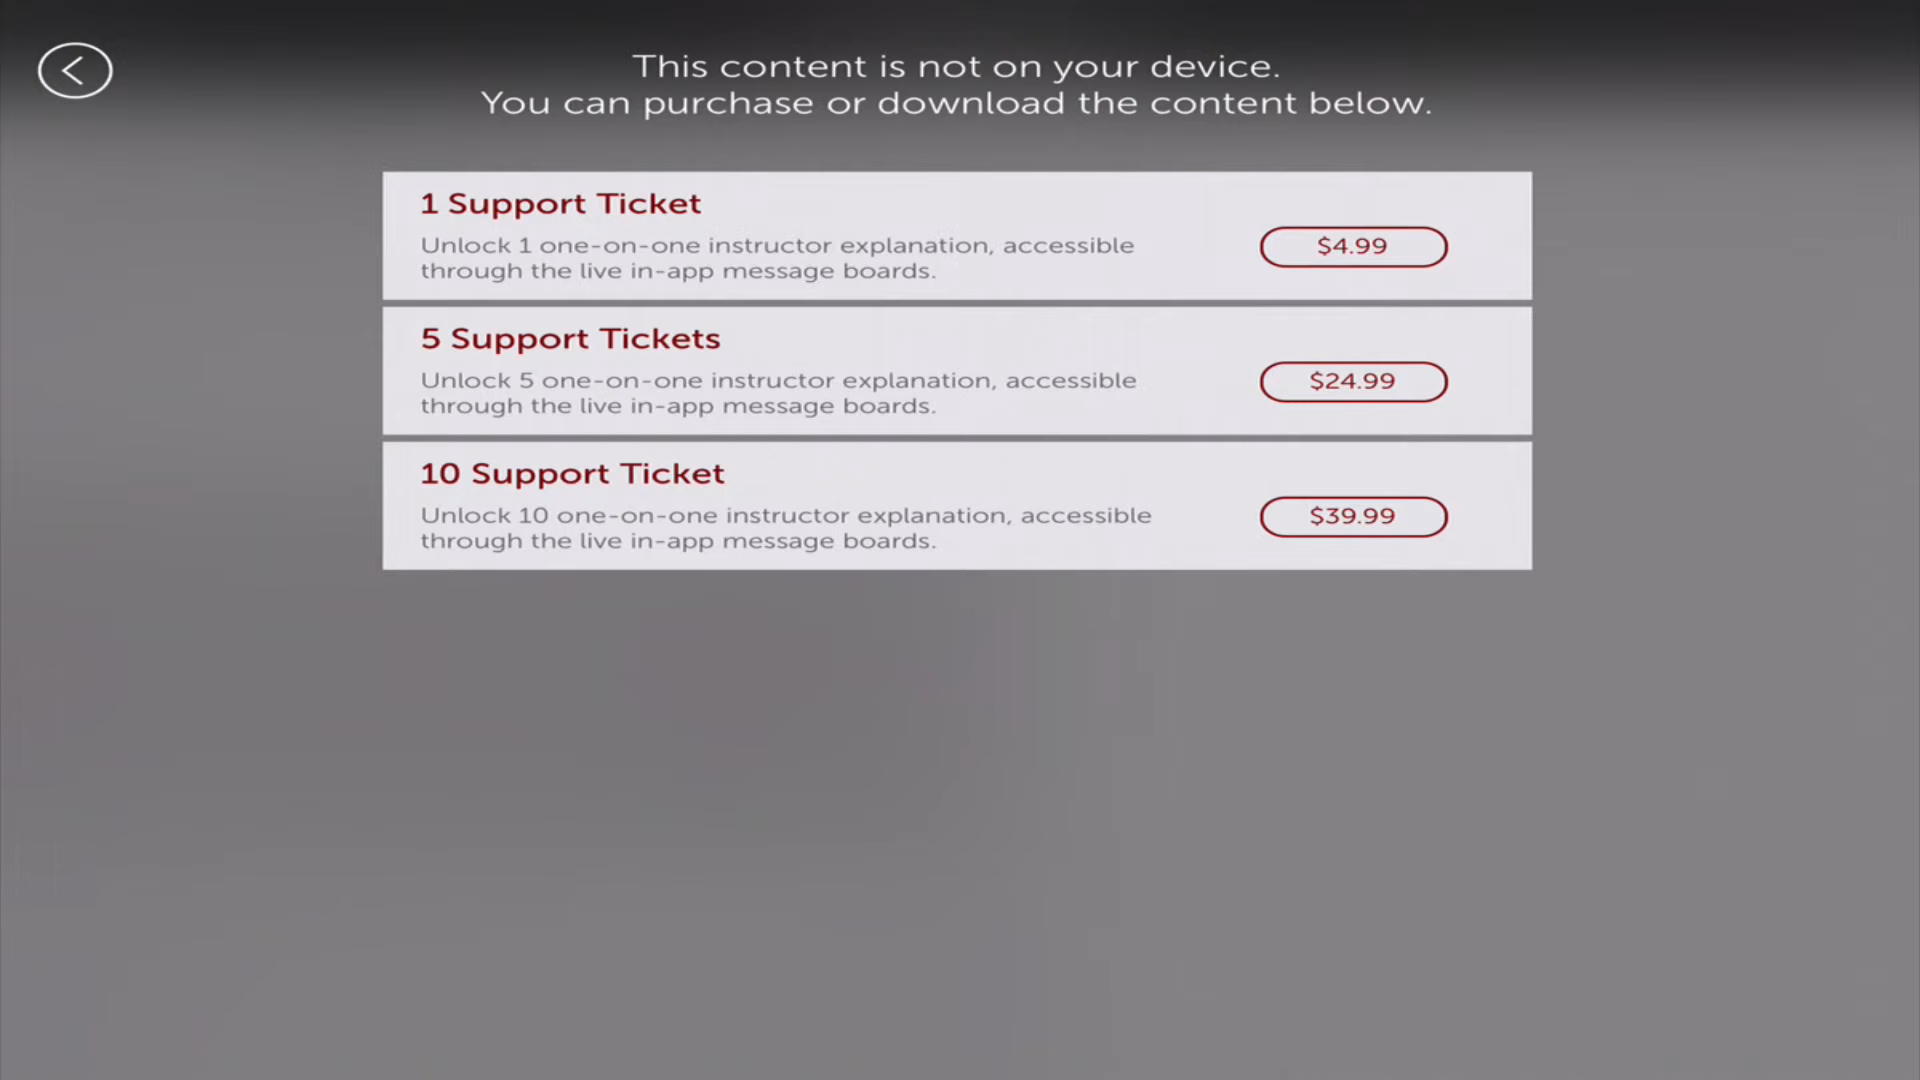 This content is not on your device.
You can purchase or download the content below.
1 Support Ticket
Unlock 1 one-on-one instructor explanation, accessible
through the live in-app message boards.
$4.99
5 Support Tickets
Unlock 5 one-on-one instructor explanation, accessible
through the live in-app message boards.
$24.99
10 Support Ticket
Unlock 10 one-on-one instructor explanation, accessible
through the live in-app message boards.
$39.99